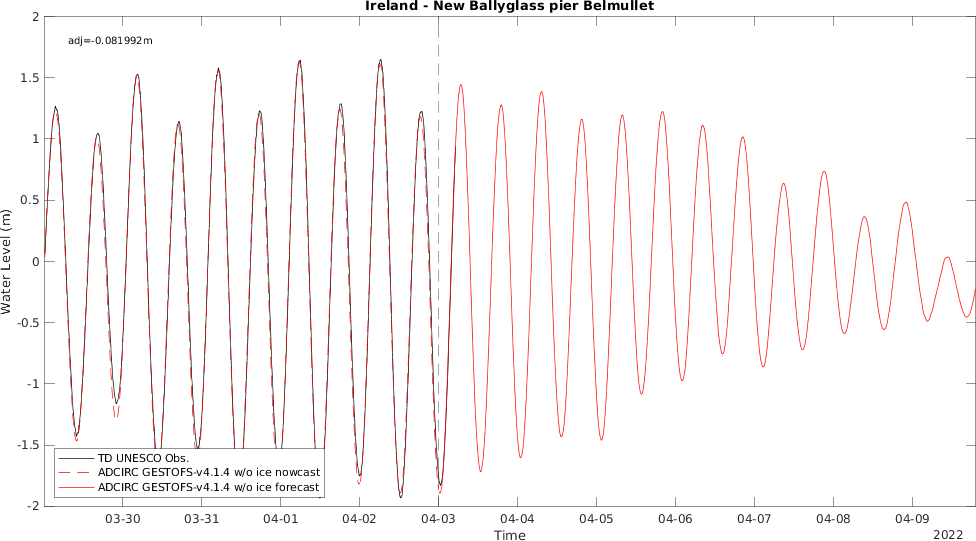 Ireland - New Ballyglass pier Belmullet
adj=-0.081992m
2
1.5
1
0.5
0
-0.5
-1
-1.5
-2
Water Level (m)
TD UNESCO Obs.
ADCIRC GESTOFS-v4.1.4 w/o ice nowcast
ADCIRC GESTOFS-v4.1.4 w/o ice forecast
03-30 03-31 04-01 04-02 04-03 04-04 04-05 04-06 04-07 04-08 04-09
Time
2022